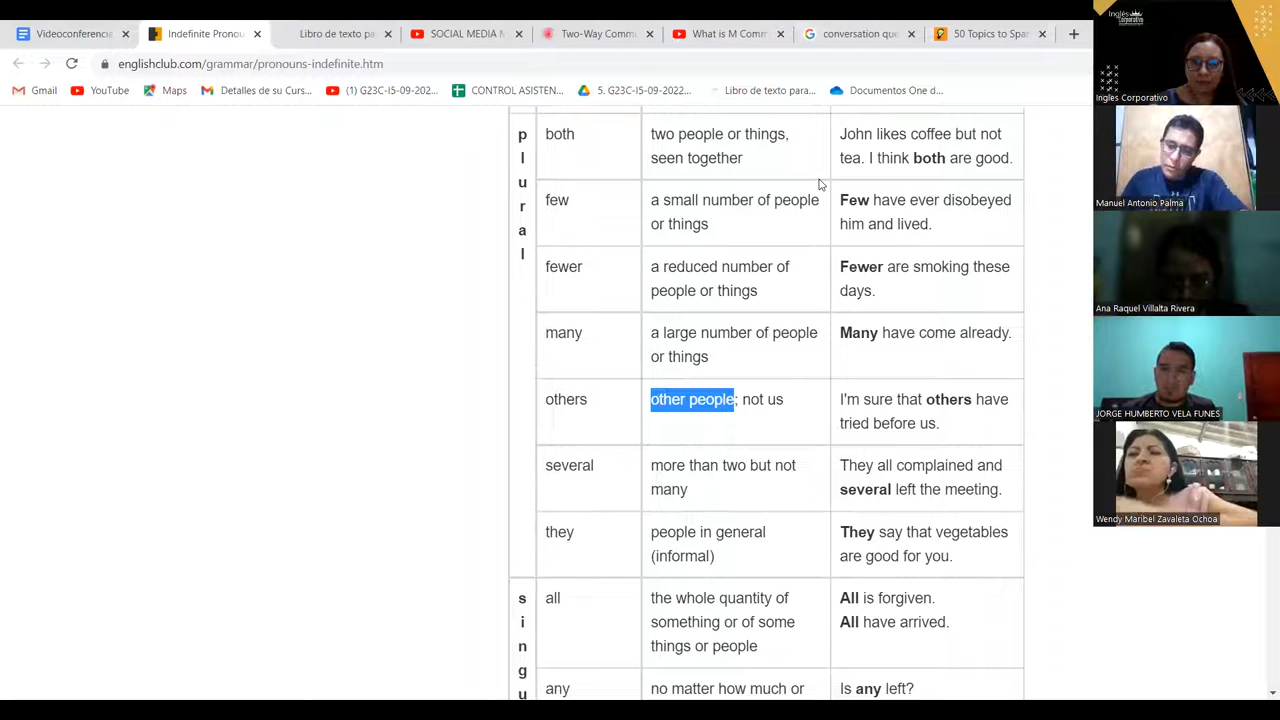 Videoconferencia
Indefinite Pronou
Libro de texto pa
SOCIAL MEDIA M
Two-Way Commu
What is M Comm
conversation que
50 Topics to Spar
englishclub.com/grammar/pronouns-indefinite.htm
Gmail
YouTube
Maps
Detalles de su Curs...
(1) G23C-I5-09-202...
CONTROL ASISTEN...
5. G23C-I5-09-2022...
Libro de texto para...
Documentos One d...
plural
both
two people or things,
seen together
John likes coffee but not
tea. I think both are good.
few
a small number of people
or things
Few have ever disobeyed
him and lived.
fewer
a reduced number of
people or things
Fewer are smoking these
days.
many
a large number of people
or things
Many have come already.
others
other people; not us
I'm sure that others have
tried before us.
several
more than two but not
many
They all complained and
several left the meeting.
they
people in general
(informal)
They say that vegetables
are good for you.
singu
all
the whole quantity of
something or of some
things or people
All is forgiven.
All have arrived.
any
no matter how much or
Is any left?
Inglés
Corporativo
Inglés Corporativo
Manuel Antonio Palma
Ana Raquel Villalta Rivera
JORGE HUMBERTO VELA FUNES
Wendy Maribel Zavaleta Ochoa